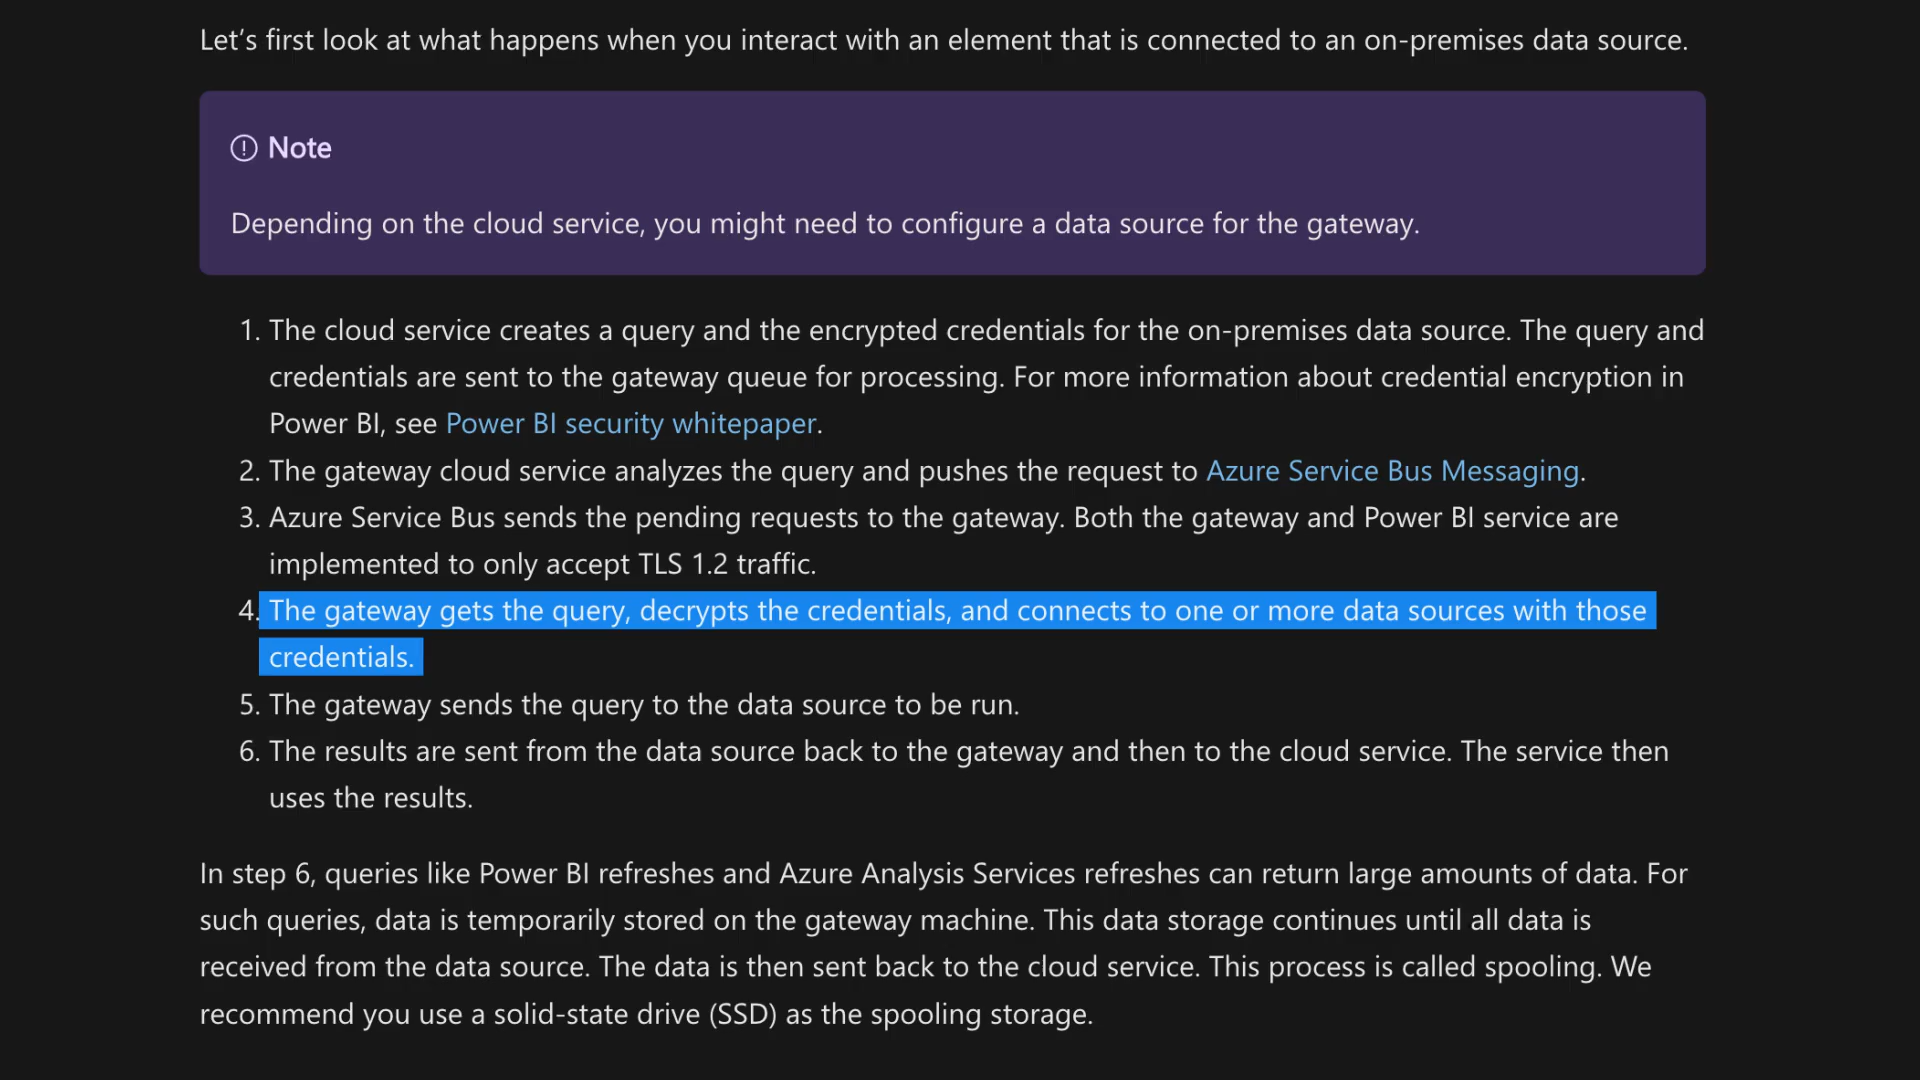 Let’s first look at what happens when you interact with an element that is connected to an on-premises data source.
Note
Depending on the cloud service, you might need to configure a data source for the gateway.
1. The cloud service creates a query and the encrypted credentials for the on-premises data source. The query and
credentials are sent to the gateway queue for processing. For more information about credential encryption in
Power BI, see Power BI security whitepaper.
2. The gateway cloud service analyzes the query and pushes the request to Azure Service Bus Messaging.
3. Azure Service Bus sends the pending requests to the gateway. Both the gateway and Power BI service are
implemented to only accept TLS 1.2 traffic.
4. The gateway gets the query, decrypts the credentials, and connects to one or more data sources with those
credentials.
5. The gateway sends the query to the data source to be run.
6. The results are sent from the data source back to the gateway and then to the cloud service. The service then
uses the results.
In step 6, queries like Power BI refreshes and Azure Analysis Services refreshes can return large amounts of data. For
such queries, data is temporarily stored on the gateway machine. This data storage continues until all data is
received from the data source. The data is then sent back to the cloud service. This process is called spooling. We
recommend you use a solid-state drive (SSD) as the spooling storage.